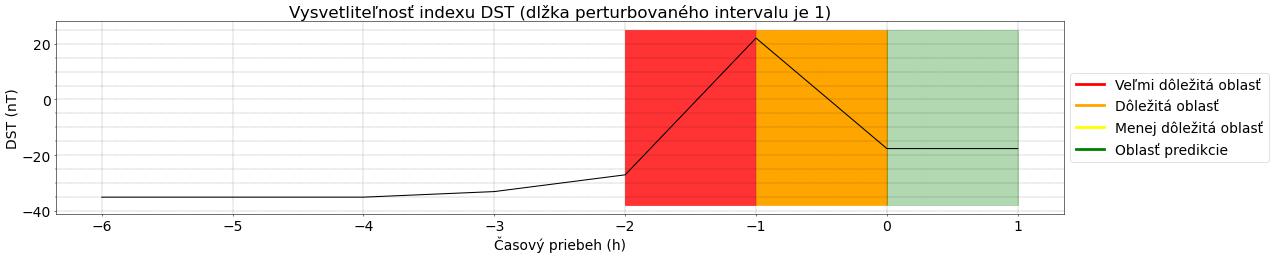 Vysvetliteľnosť indexu DST (dĺžka perturbovaného intervalu je 1)
DST (nT)
20
0
−20
−40
−6 −5 −4 −3 −2 −1 0 1
Časový priebeh (h)
Veľmi dôležitá oblasť
Dôležitá oblasť
Menej dôležitá oblasť
Oblasť predikcie